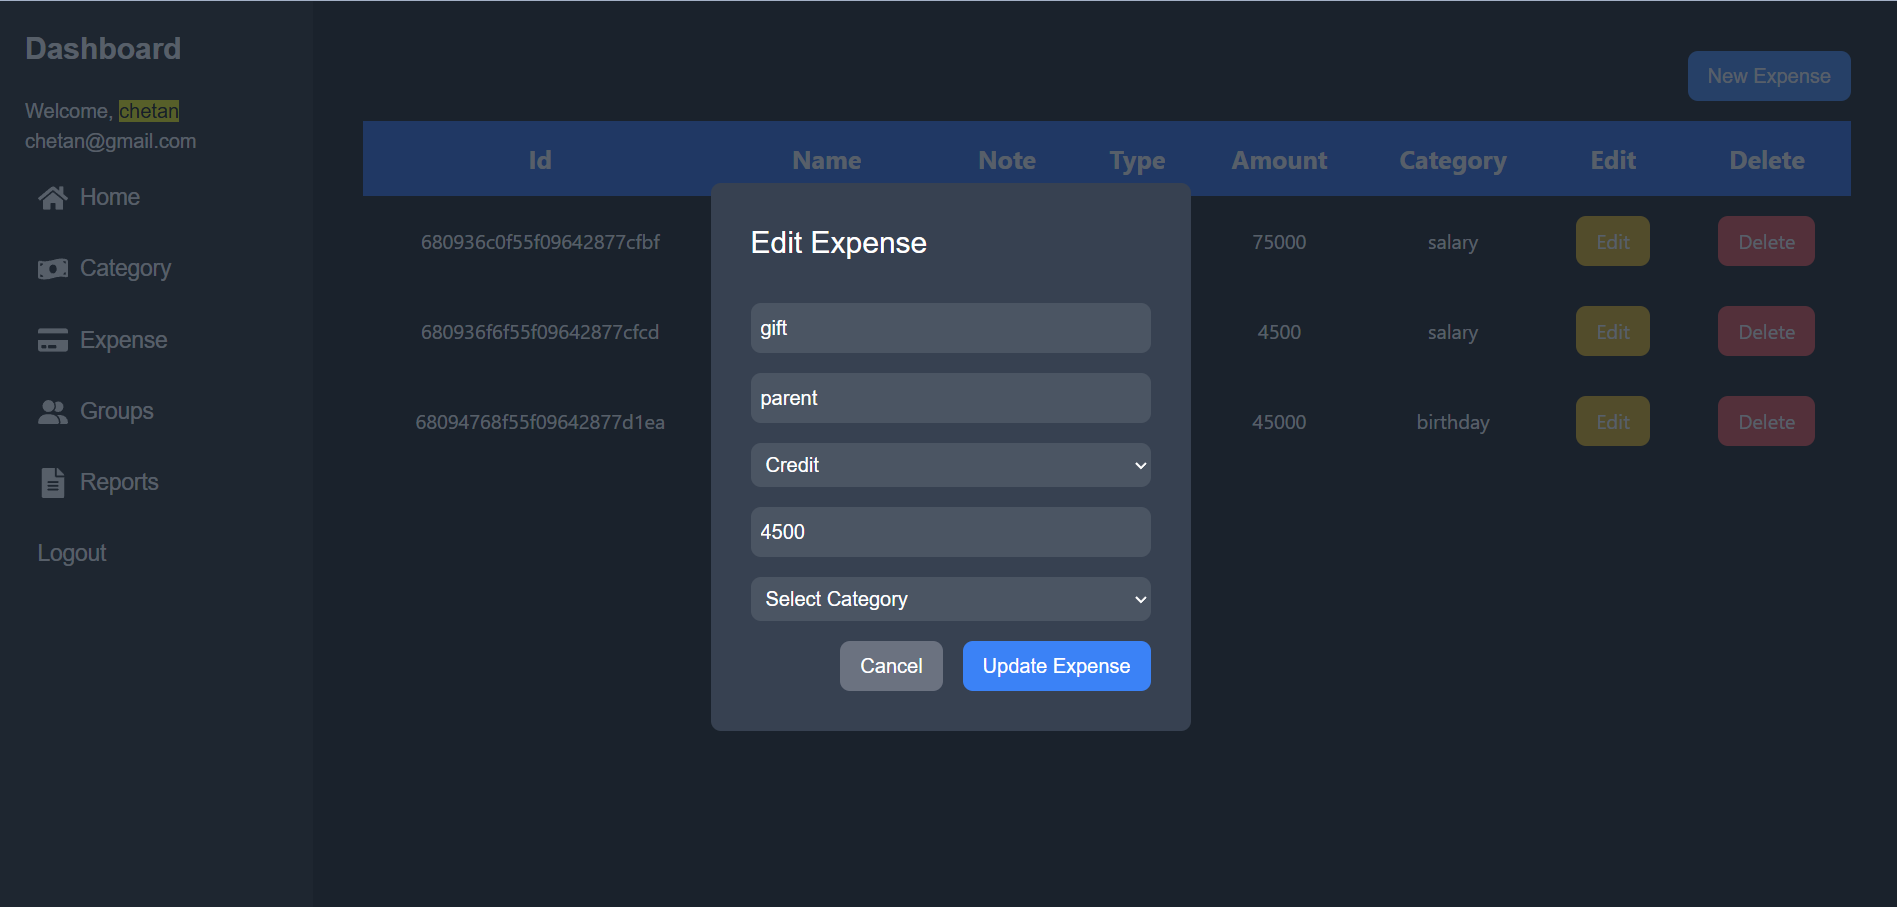 Dashboard
Welcome, chetan
chetan@gmail.com
Home
Category
Expense
Groups
Reports
Logout
New Expense
Id Name Note Type Amount Category Edit Delete
680936c0f55f09642877cfbf 75000 salary Edit Delete
680936f6f55f09642877cfcd 4500 salary Edit Delete
68094768f55f09642877d1ea 45000 birthday Edit Delete
Edit Expense
gift
parent
Credit
4500
Select Category
Cancel Update Expense